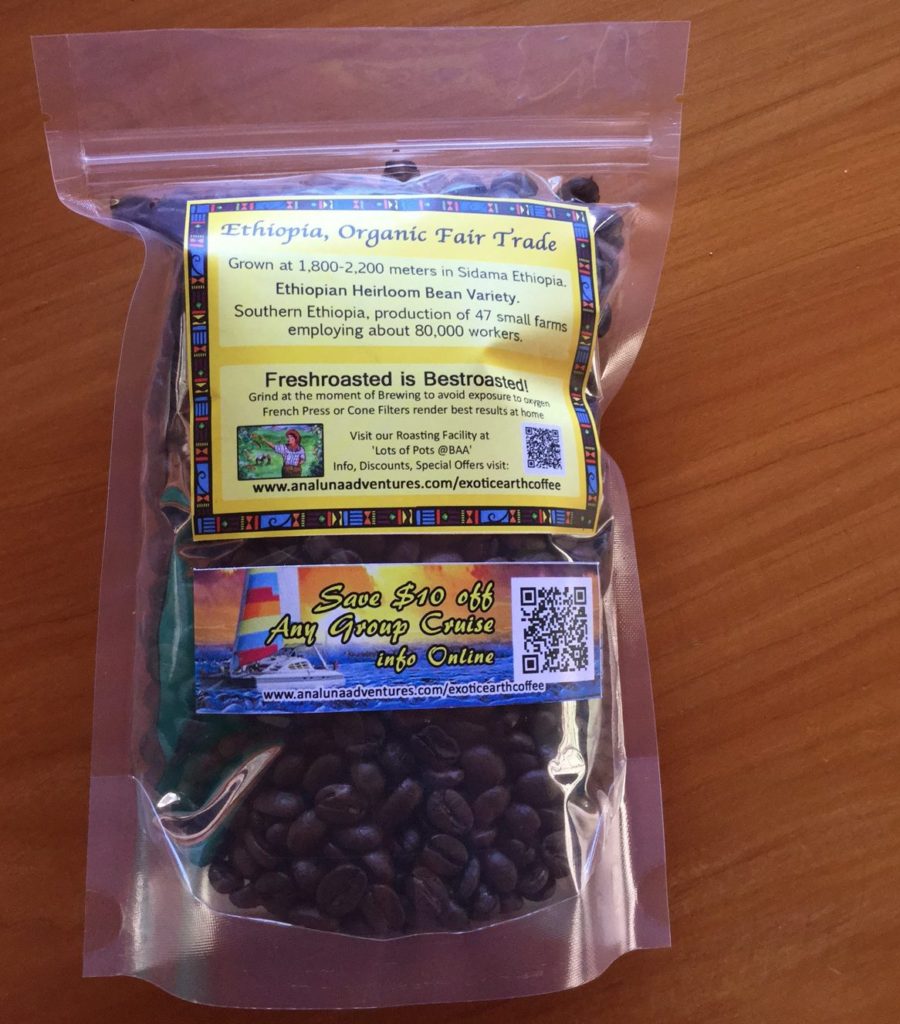 Ethiopia, Organic Fair Trade
Grown at 1,800-2,200 meters in Sidama Ethiopia.
Ethiopian Heirloom Bean Variety.
Southern Ethiopia, production of 47 small farms
employing about 80,000 workers.
Freshroasted is Bestroasted!
Grind at the moment of Brewing to avoid exposure to oxygen
French Press or Cone Filters render best results at home
Visit our Roasting Facility at
'Lots of Pots @BAA'
Info, Discounts, Special Offers visit:
www.analunaadventures.com/exoticearthcoffee
Save $10 off
Any Group Cruise
info Online
www.analunaadventures.com/exoticearthcoffee